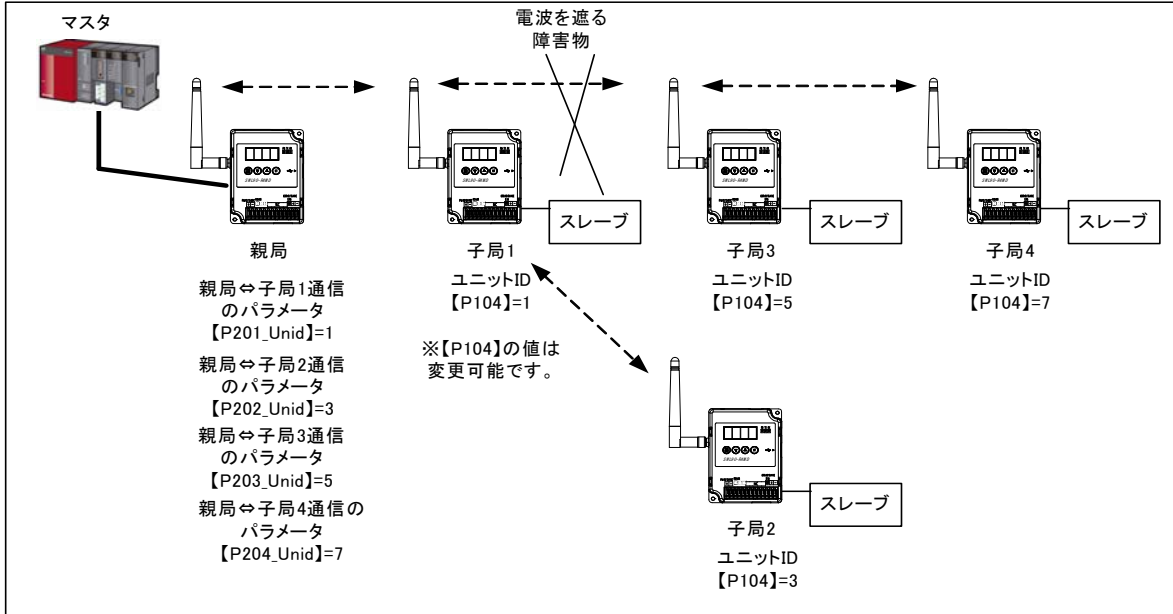 マスタ
電波を遮る
障害物
スレーブ
スレーブ
スレーブ
親局
子局1
子局3
子局4
ユニットID
【P104】=1
ユニットID
【P104】=5
ユニットID
【P104】=7
親局⇔子局1通信
のパラメータ
【P201_Unid】=1
※【P104】の値は
変更可能です。
親局⇔子局2通信
のパラメータ
【P202_Unid】=3
親局⇔子局3通信
のパラメータ
【P203_Unid】=5
親局⇔子局4通信の
パラメータ
【P204_Unid】=7
スレーブ
子局2
ユニットID
【P104】=3